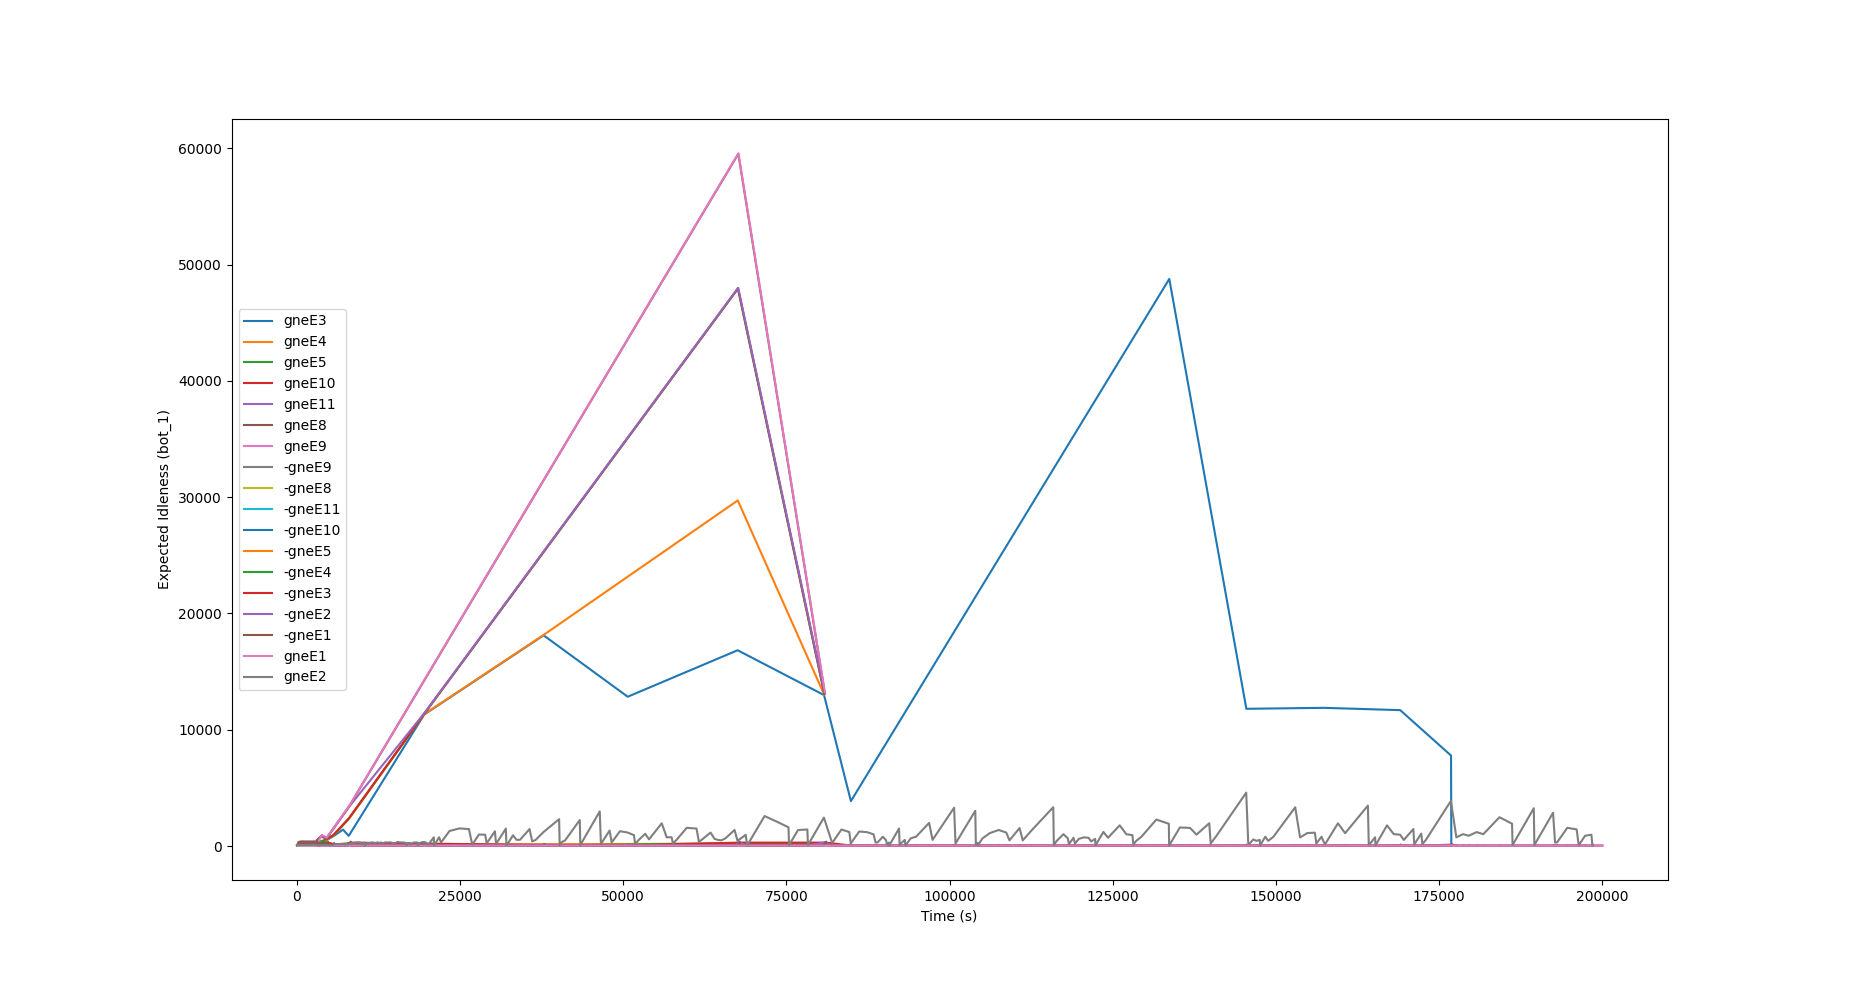 60000
50000
40000
30000
20000
10000
0
Expected Idleness (bot_1)
gneE3
gneE4
gneE5
gneE10
gneE11
gneE8
gneE9
-gneE9
-gneE8
-gneE11
-gneE10
-gneE5
-gneE4
-gneE3
-gneE2
-gneE1
gneE1
gneE2
0 25000 50000 75000 100000 125000 150000 175000 200000
Time (s)